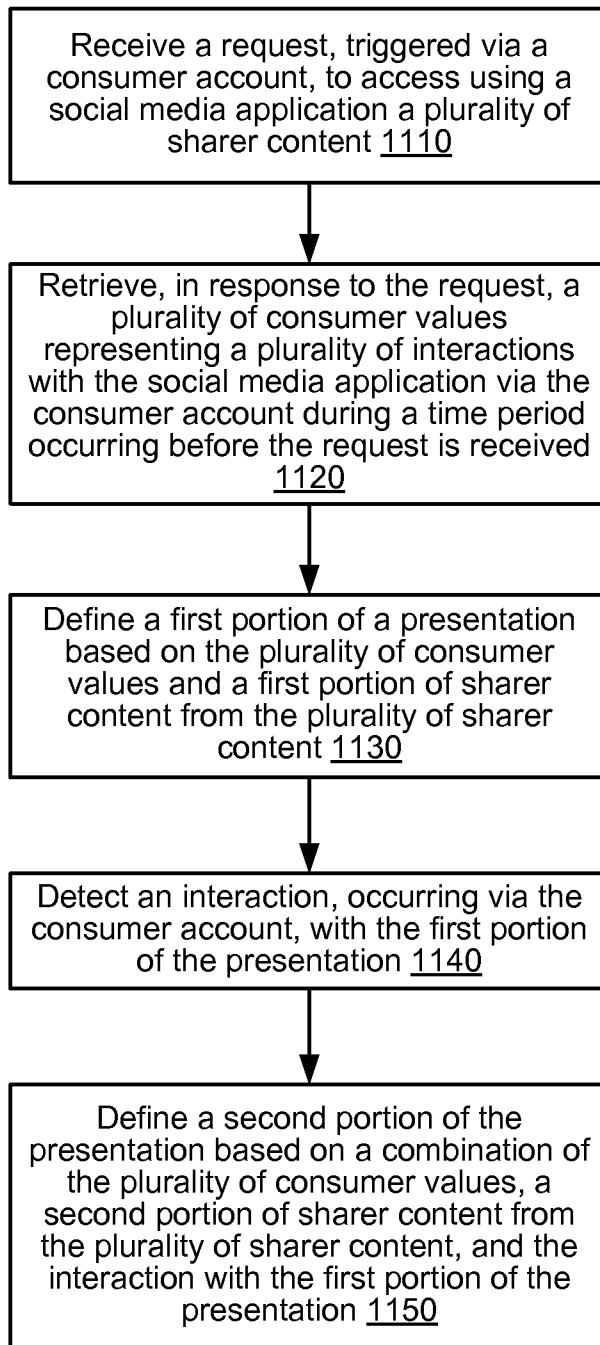 Receive a request, triggered via a
consumer account, to access using a
social media application a plurality of
sharer content 1110
Retrieve, in response to the request, a
plurality of consumer values
representing a plurality of interactions
with the social media application via the
consumer account during a time period
occurring before the request is received
1120
Define a first portion of a presentation
based on the plurality of consumer
values and a first portion of sharer
content from the plurality of sharer
content 1130
Detect an interaction, occurring via the
consumer account, with the first portion
of the presentation 1140
Define a second portion of the
presentation based on a combination of
the plurality of consumer values, a
second portion of sharer content from
the plurality of sharer content, and the
interaction with the first portion of the
presentation 1150